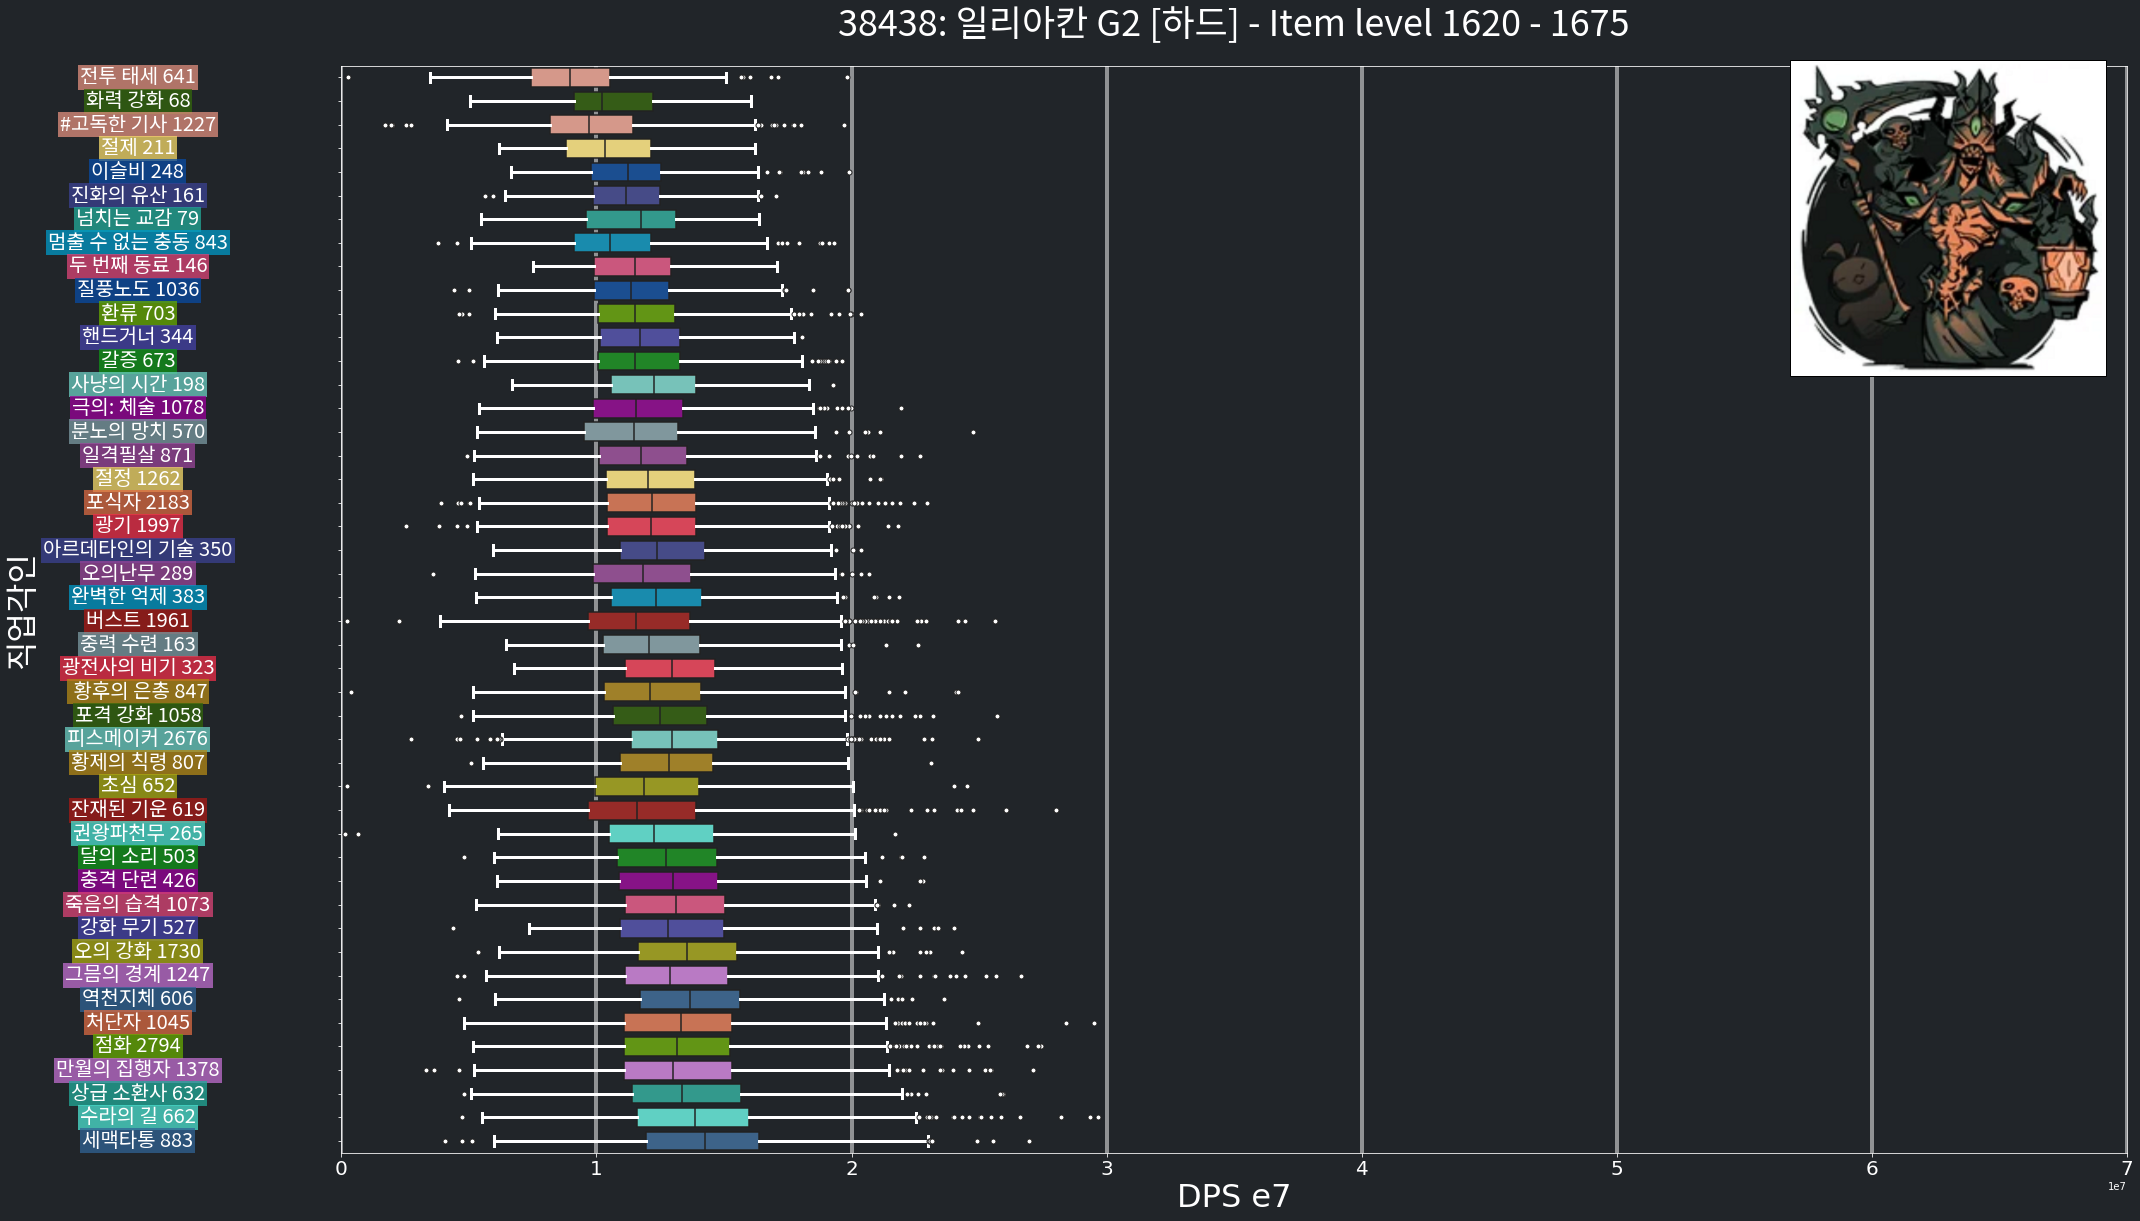 38438: 일리아칸 G2 [하드] - Item level 1620 - 1675
직업각인
전투 태세 641
화력 강화 68
#고독한 기사 1227
절제 211
이슬비 248
진화의 유산 161
넘치는 교감 79
멈출 수 없는 충동 843
두 번째 동료 146
질풍노도 1036
환류 703
핸드거너 344
갈증 673
사냥의 시간 198
극의: 체술 1078
분노의 망치 570
일격필살 871
절정 1262
포식자 2183
광기 1997
아르데타인의 기술 350
오의난무 289
완벽한 억제 383
버스트 1961
중력 수련 163
광전사의 비기 323
황후의 은총 847
포격 강화 1058
피스메이커 2676
황제의 칙령 807
초심 652
잔재된 기운 619
권왕파천무 265
달의 소리 503
충격 단련 426
죽음의 습격 1073
강화 무기 527
오의 강화 1730
그믐의 경계 1247
역천지체 606
처단자 1045
점화 2794
만월의 집행자 1378
상급 소환사 632
수라의 길 662
세맥타통 883
0 1 2 3 4 5 6 7
1e7
DPS e7